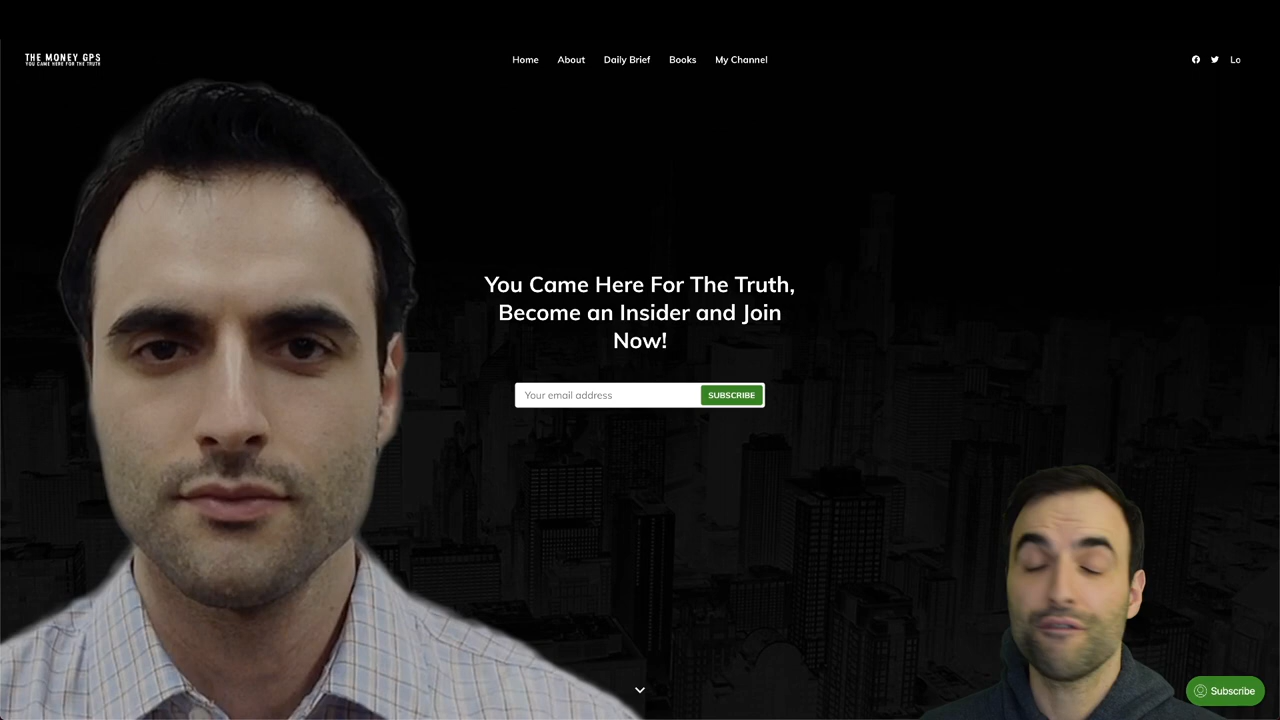 THE MONEY GPS
YOU CAME HERE FOR THE TRUTH
Home About Daily Brief Books My Channel
Lo
You Came Here For The Truth,
Become an Insider and Join
Now!
Your email address SUBSCRIBE
Subscribe